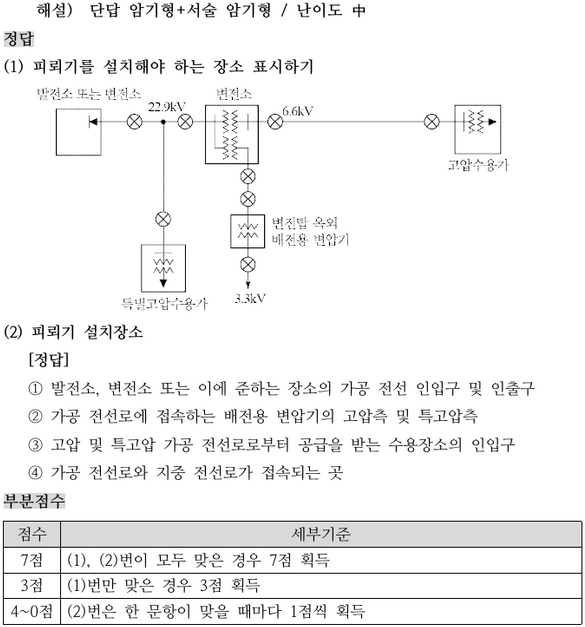 해설) 단답 암기형+서술 암기형 / 난이도 中
정답
(1) 피뢰기를 설치해야 하는 장소 표시하기
발전소 또는 변전소
변전소
22.9kV
6.6kV
고압수용가
변전탑 옥외
배전용 변압기
특별고압수용가
3.3kV
(2) 피뢰기 설치장소
[정답]
① 발전소, 변전소 또는 이에 준하는 장소의 가공 전선 인입구 및 인출구
② 가공 전선로에 접속하는 배전용 변압기의 고압측 및 특고압측
③ 고압 및 특고압 가공 전선로로부터 공급을 받는 수용장소의 인입구
④ 가공 전선로와 지중 전선로가 접속되는 곳
부분점수
점수 세부기준
7점 (1), (2)번이 모두 맞은 경우 7점 획득
3점 (1)번만 맞은 경우 3점 획득
4~0점 (2)번은 한 문항이 맞을 때마다 1점씩 획득